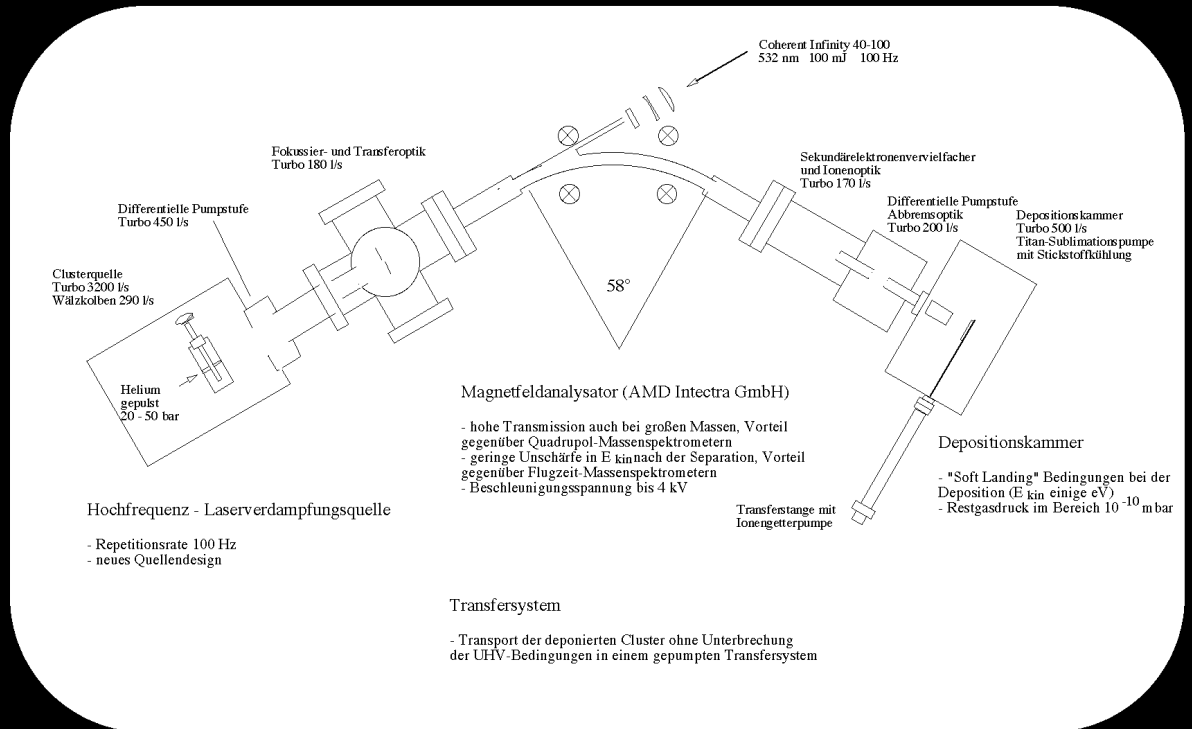 Coherent Infinity 40-100
532 nm 100 mJ 100 Hz
Fokussier- und Transferoptik
Turbo 180 l/s
Sekundärelektronenvervielfacher
und Ionenoptik
Turbo 170 l/s
Differentielle Pumpstufe
Turbo 450 l/s
Differentielle Pumpstufe
Abbremsoptik
Turbo 200 l/s
Depositionskammer
Turbo 500 l/s
Titan-Sublimationspumpe
mit Stickstoffkühlung
Clusterquelle
Turbo 3200 l/s
Wälzkolben 290 l/s
58°
Helium
gepulst
20 - 50 bar
Magnetfeldanalysator (AMD Intectra GmbH)
- hohe Transmission auch bei großen Massen, Vorteil
gegenüber Quadrupol-Massenspektrometern
- geringe Unschärfe in E kin nach der Separation, Vorteil
gegenüber Flugzeit-Massenspektrometern
- Beschleunigungsspannung bis 4 kV
Depositionskammer
- "Soft Landing" Bedingungen bei der
Deposition (E kin einige eV)
- Restgasdruck im Bereich 10 -10 mbar
Hochfrequenz - Laserverdampfungsquelle
- Repetitionsrate 100 Hz
- neues Quellendesign
Transferstange mit
Ionengetterpumpe
Transfersystem
- Transport der deponierten Cluster ohne Unterbrechung
der UHV-Bedingungen in einem gepumpten Transfersystem